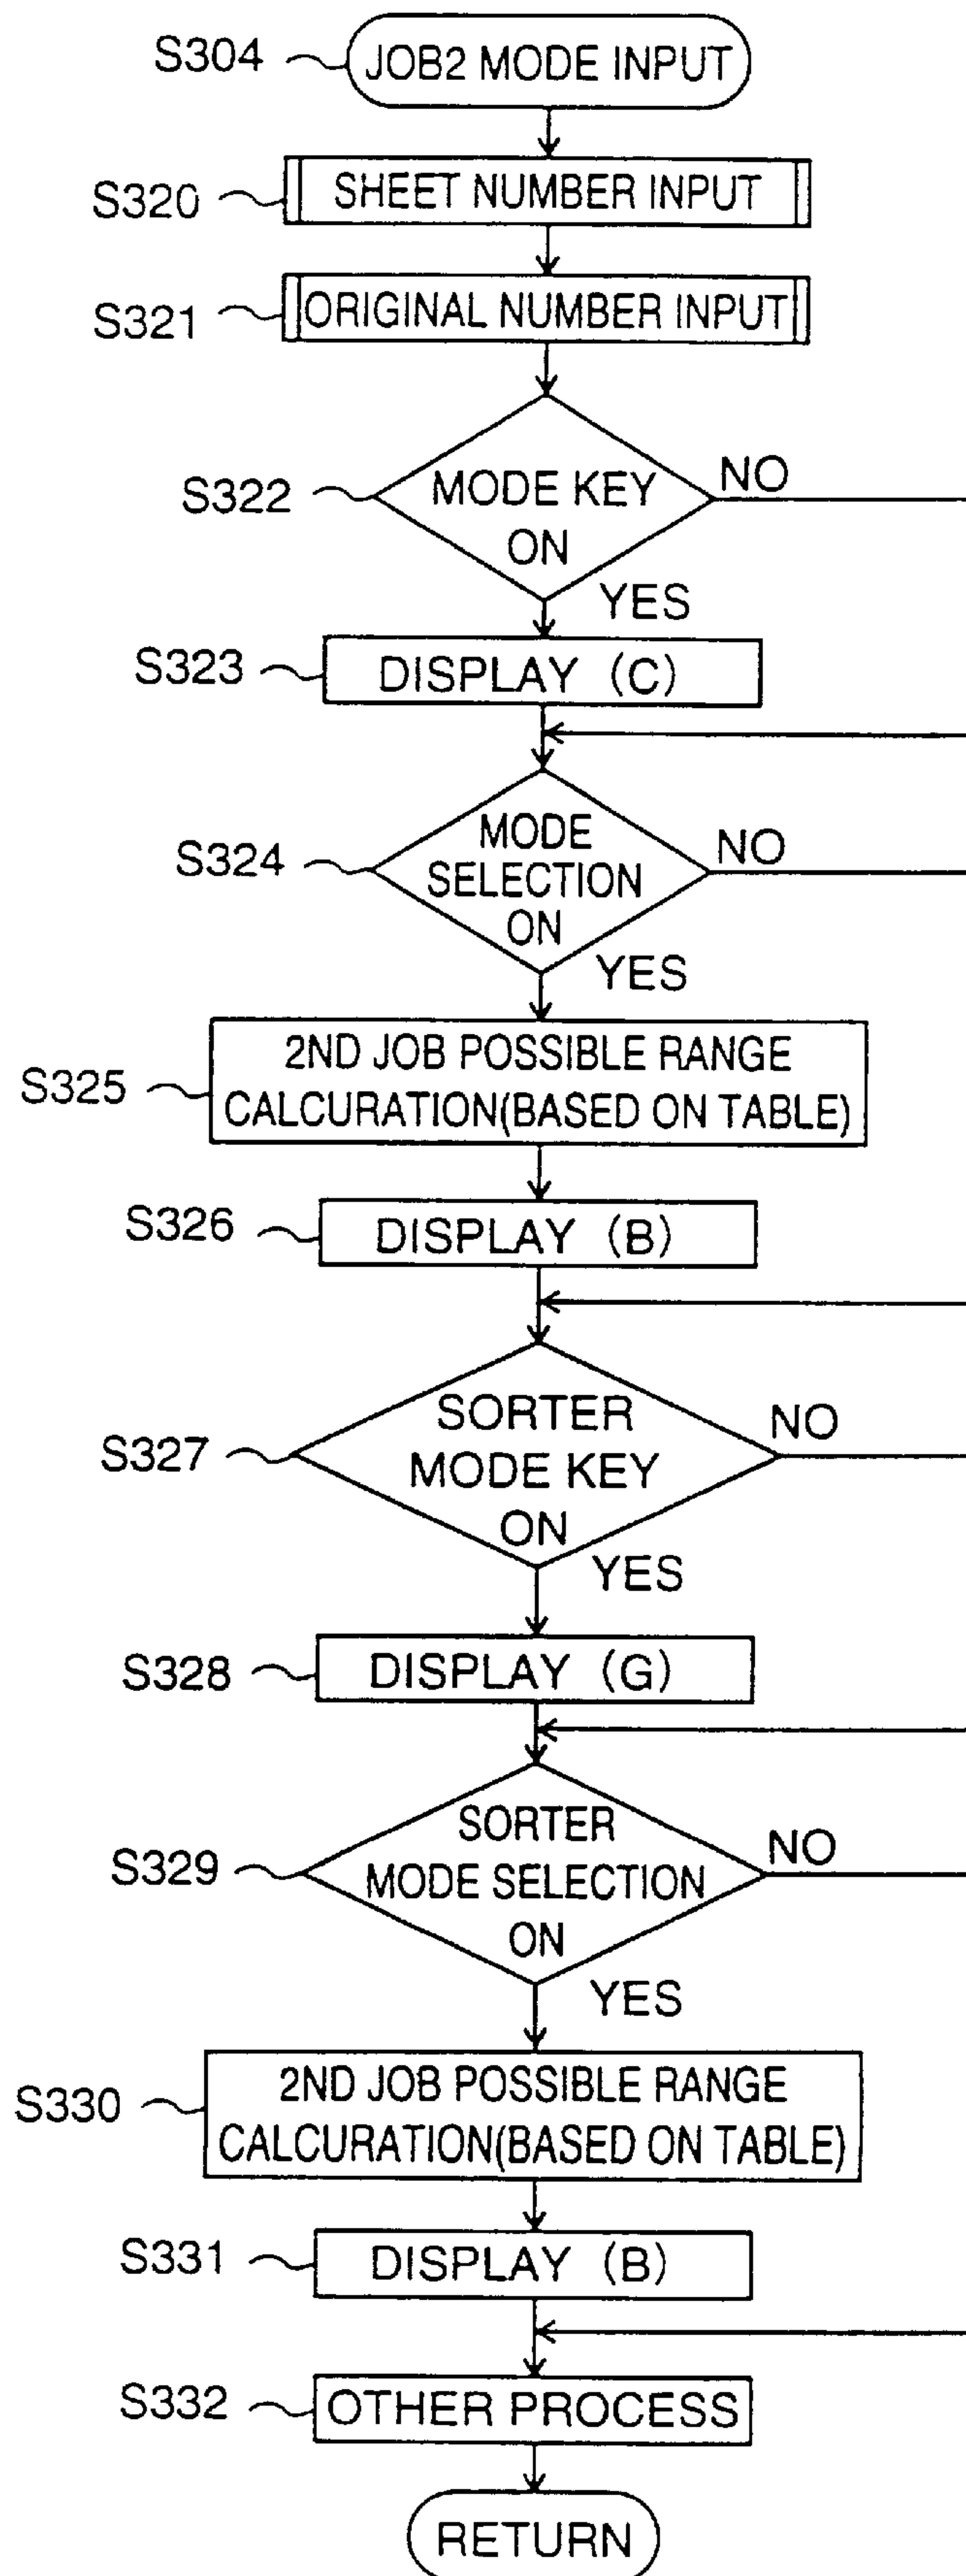 S304
JOB2 MODE INPUT
S320
SHEET NUMBER INPUT
S321
ORIGINAL NUMBER INPUT
S322
MODE KEY
ON
NO
YES
S323
DISPLAY (C)
S324
MODE
SELECTION
ON
NO
YES
S325
2ND JOB POSSIBLE RANGE
CALCURATION(BASED ON TABLE)
S326
DISPLAY (B)
S327
SORTER
MODE KEY
ON
NO
YES
S328
DISPLAY (G)
S329
SORTER
MODE SELECTION
ON
NO
YES
S330
2ND JOB POSSIBLE RANGE
CALCURATION(BASED ON TABLE)
S331
DISPLAY (B)
S332
OTHER PROCESS
RETURN